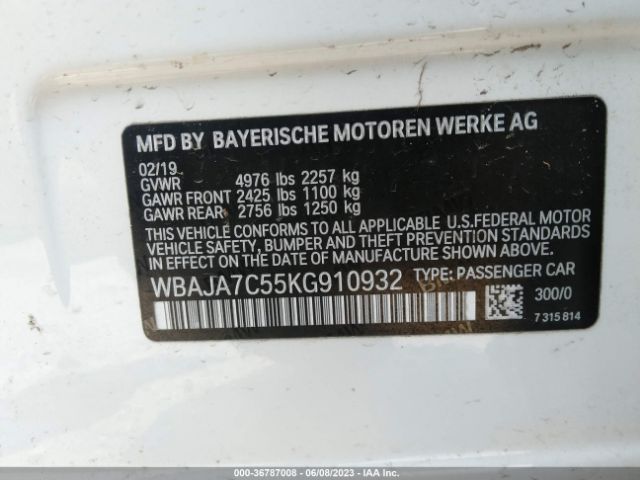 MFD BY BAYERISCHE MOTOREN WERKE AG
02/19
GVWR 4976 lbs 2257 kg
GAWR FRONT 2425 lbs 1100 kg
GAWR REAR 2756 lbs 1250 kg
THIS VEHICLE CONFORMS TO ALL APPLICABLE U.S.FEDERAL MOTOR
VEHICLE SAFETY, BUMPER AND THEFT PREVENTION STANDARDS
IN EFFECT ON THE DATE OF MANUFACTURE SHOWN ABOVE.
WBAJA7C55KG910932 TYPE: PASSENGER CAR
300/0
7 315 814
000-36787008 | 06/08/2023 | IAA Inc.